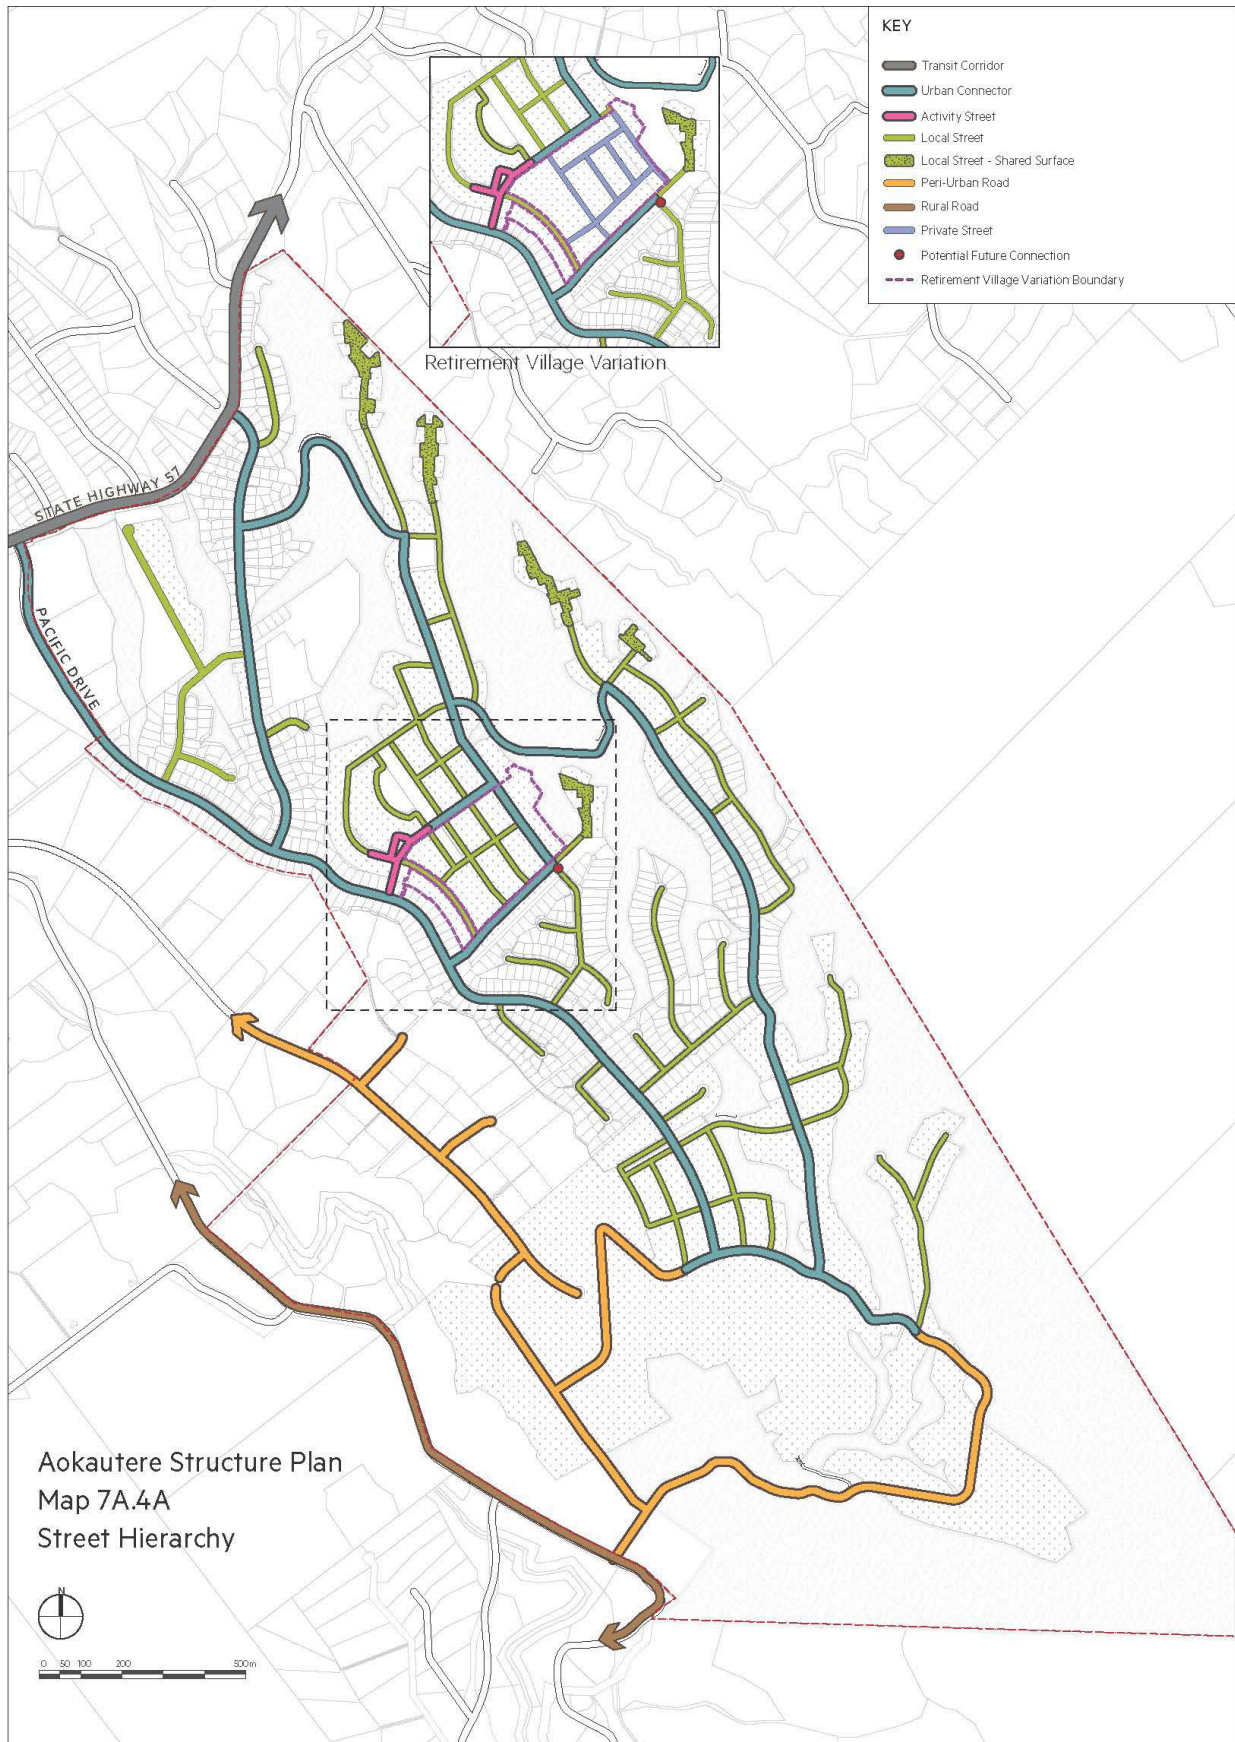 KEY
Transit Corridor
Urban Connector
Activity Street
Local Street
Local Street - Shared Surface
Peri-Urban Road
Rural Road
Private Street
Potential Future Connection
Retirement Village Variation Boundary
Retirement Village Variation
STATE HIGHWAY 57
PACIFIC DRIVE
Aokautere Structure Plan
Map 7A.4A
Street Hierarchy
N
0 50 100 200 500m